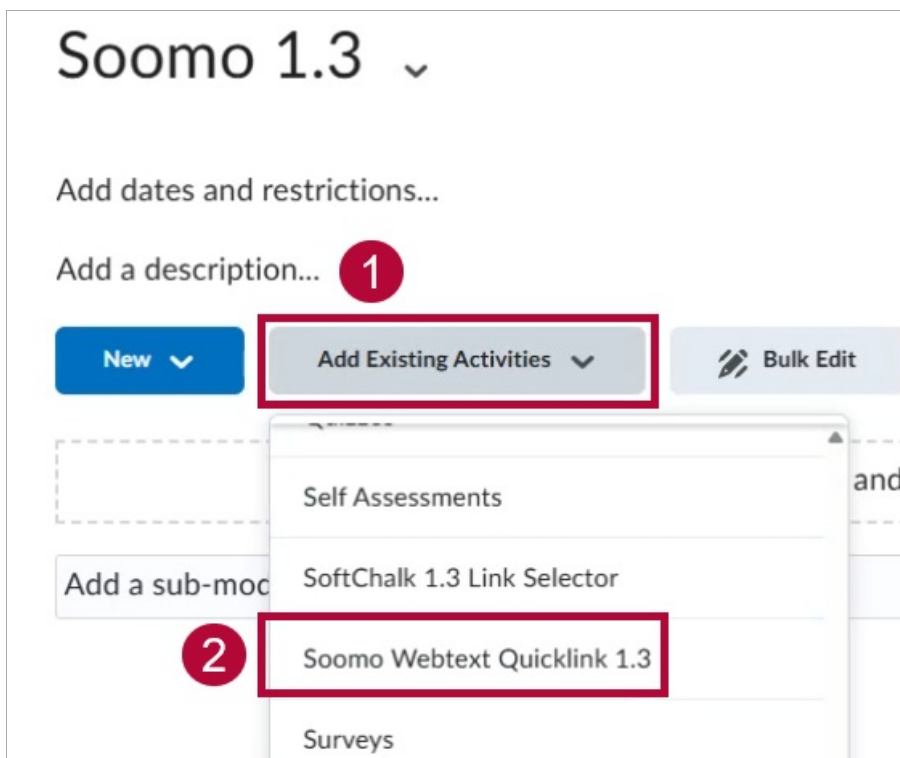 Soomo 1.3
Add dates and restrictions...
Add a description... 1
New Add Existing Activities Bulk Edit
and
Self Assessments
Add a sub-mod
SoftChalk 1.3 Link Selector
2 Soomo Webtext Quicklink 1.3
Surveys